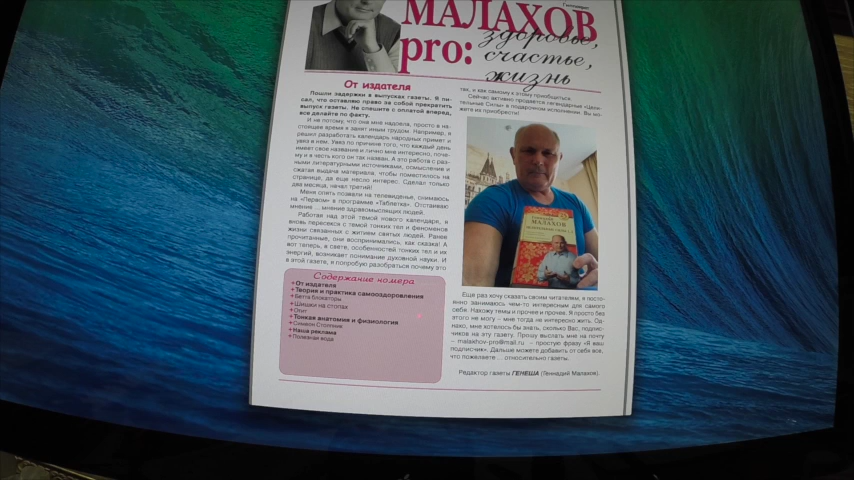 МАЛАХОВ
pro: здоровье,
счастье,
жизнь
От издателя
Пошли задержки в выпусках газеты. Я пи-
сал, что оставляю право за собой прекратить
выпуск газеты. Не спешите с оплатой вперед,
все делайте по факту.
И не потому, что она мне надоела, просто в на-
стоящее время я занят иным трудом. Например, я
решил разработать календарь народных примет и
увяз в нем. Увяз по причине того, что каждый день
имеет свое название и лично мне интересно, поче-
му и в честь кого он так назван. А это работа с раз-
ными литературными источниками, осмысление и
сжатая выдача материала, чтобы поместилось на
странице, да еще несло интерес. Сделал только
два месяца, начал третий!
Меня опять позвали на телевиденье, снимаюсь
на «Первом» в программе «Таблетка». Отстаиваю
мнение ... мнение здравомыслящих людей.
Работая над этой темой нового календаря, я
вновь пересекся с темой тонких тел и феноменов
жизни связанных с житием святых людей. Ранее
прочитанные, они воспринимались, как сказка! А
вот теперь, в свете, особенностей тонких тел и их
энергий, возникает понимание духовной науки. И
в этой газете, я попробую разобраться почему это
так, и как самому к этому приобщиться.
Сейчас активно продается легендарные «Цели-
тельные Силы» в подарочном исполнении. Вы мо-
жете их приобрести!
МАЛАХОВ
Содержание номера
+От издателя
+Теория и практика самооздоровления
+Бетта блокаторы
+Шишки на стопах
+Опиг
+Тонкая анатомия и физиология
+Симеон Столпник
+Наша реклама
+Полезная вода
Еще раз хочу сказать своим читателям, я посто-
янно занимаюсь чем-то интересным для самого
себя. Нахожу темы и прочее и прочее. Я просто без
этого не могу – мне тогда не интересно жить. Од-
нако, мне хотелось бы знать, сколько Вас, подпис-
чиков на эту газету. Прошу выслать мне на почту
– malakhov-pro@mail.ru – простую фразу «Я ваш
подписчик». Дальше можете добавить от себя все,
что пожелаете ... относительно газеты.
Редактор газеты ГЕНЕША (Геннадий Малахов).